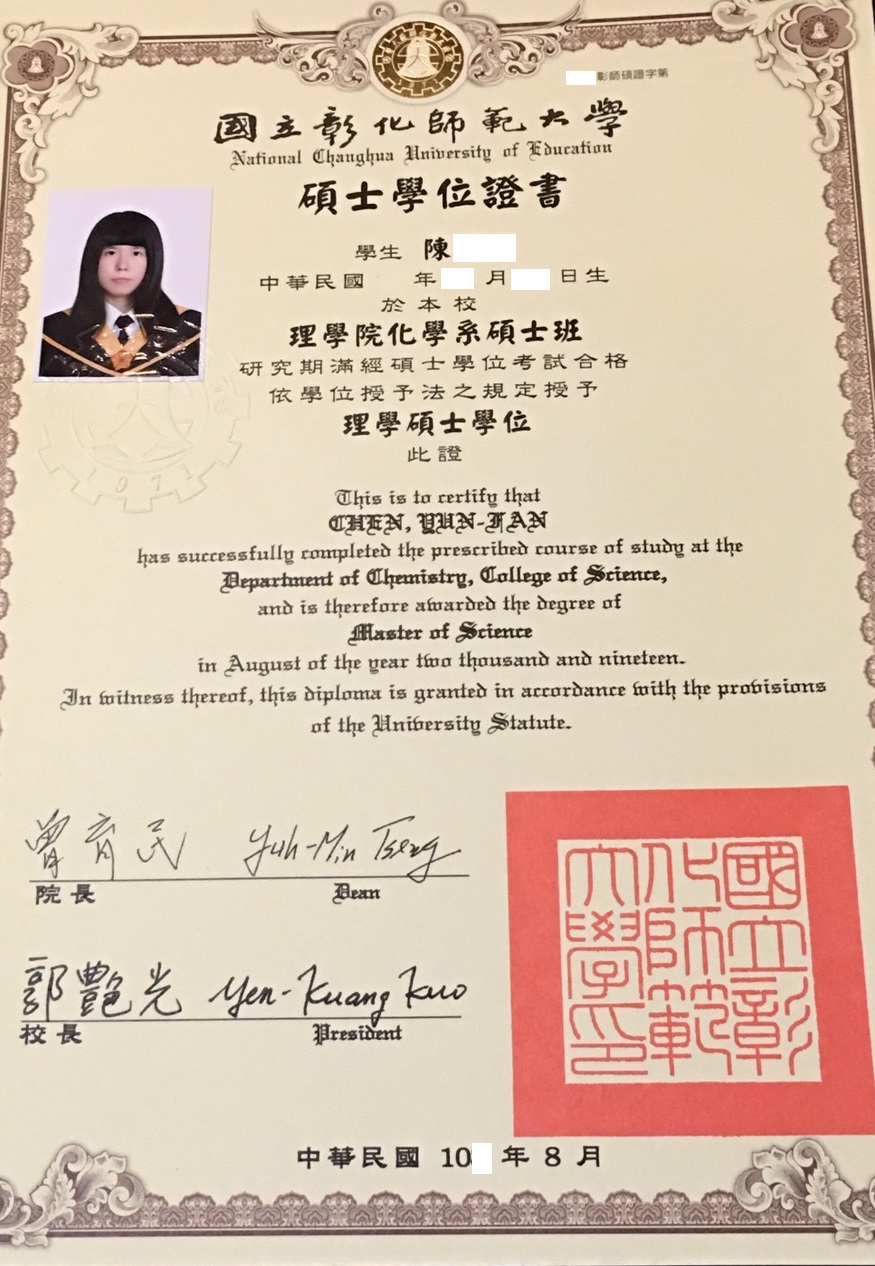 彰師碩證字第
國立彰化師範大學
National Changhua University of Education
碩士學位證書
學生 陳
中華民國 年 月 日生
於本校
理學院化學系碩士班
研究期滿經碩士學位考試合格
依學位授予法之規定授予
理學碩士學位
此證
This is to certify that
CHEN, YUN-FAN
has successfully completed the prescribed course of study at the
Department of Chemistry, College of Science,
and is therefore awarded the degree of
Master of Science
in August of the year two thousand and nineteen.
In witness thereof, this diploma is granted in accordance with the provisions
of the University Statute.
曾育民 Yuh-Min Tseng
院長 Dean
郭艷光 Yen-Kuang Kuo
校長 President
國立彰化師範大學印
中華民國 10 年 8 月
1971